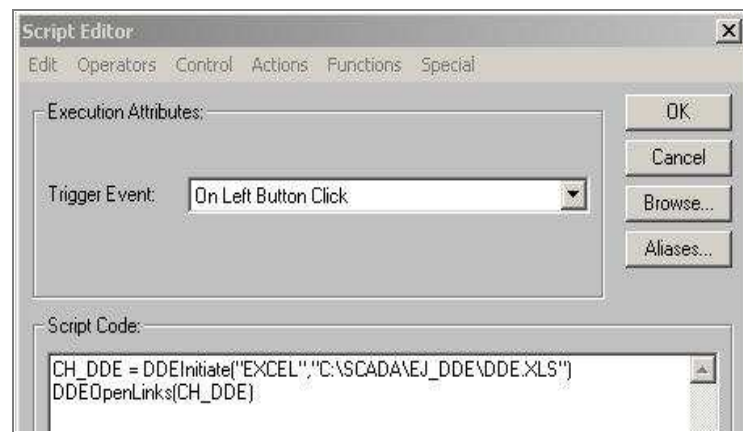 Script Editor
Edit Operators Control Actions Functions Special
Execution Attributes:
OK
Cancel
Trigger Event: On Left Button Click
Browse...
Aliases...
Script Code:
CH_DDE = DDEInitiate("EXCEL","C:\SCADA\EJ_DDE\DDE.XLS")
DDEOpenLinks(CH_DDE)